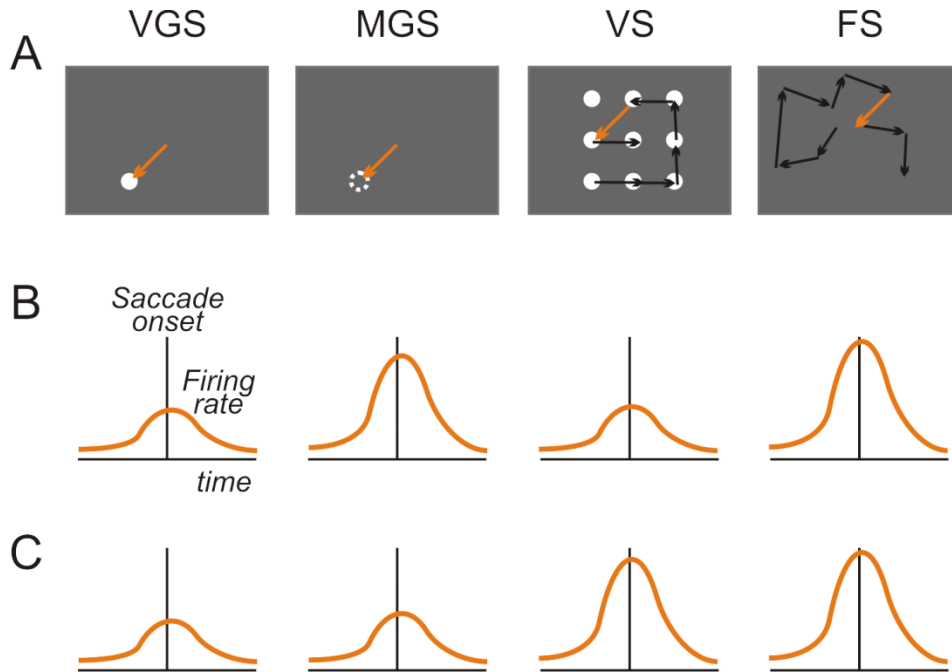 VGS MGS VS FS
A
B
Saccade
onset
Firing
rate
time
C